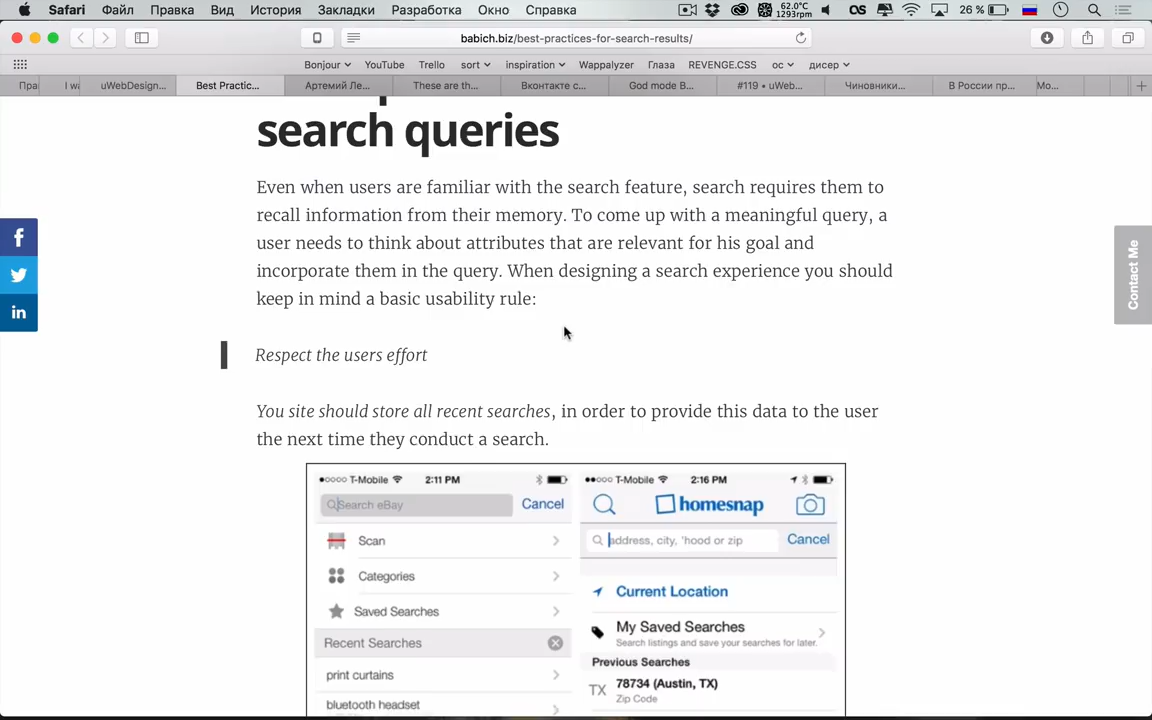 Safari Файл Правка Вид История Закладки Разработка Окно Справка
62.0°C
1293rpm
26 %
babich.biz/best-practices-for-search-results/
Bonjour YouTube Trello sort inspiration Wappalyzer Глаза REVENGE.CSS ос дисер
Пра I w uWebDesign... Best Practic... Артемий Ле... These are th... Вконтакте с... God mode B... #119 • uWeb... Чиновники... В России пр... Мо...
search queries
Even when users are familiar with the search feature, search requires them to
recall information from their memory. To come up with a meaningful query, a
user needs to think about attributes that are relevant for his goal and
incorporate them in the query. When designing a search experience you should
keep in mind a basic usability rule:
Respect the users effort
You site should store all recent searches, in order to provide this data to the user
the next time they conduct a search.
T-Mobile 2:11 PM
Search eBay Cancel
Scan
Categories
Saved Searches
Recent Searches
print curtains
bluetooth headset
T-Mobile 2:16 PM
homesnap
address, city, 'hood or zip Cancel
Current Location
My Saved Searches
Search listings and save your searches for later.
Previous Searches
TX 78734 (Austin, TX)
Zip Code
f
in
Contact Me